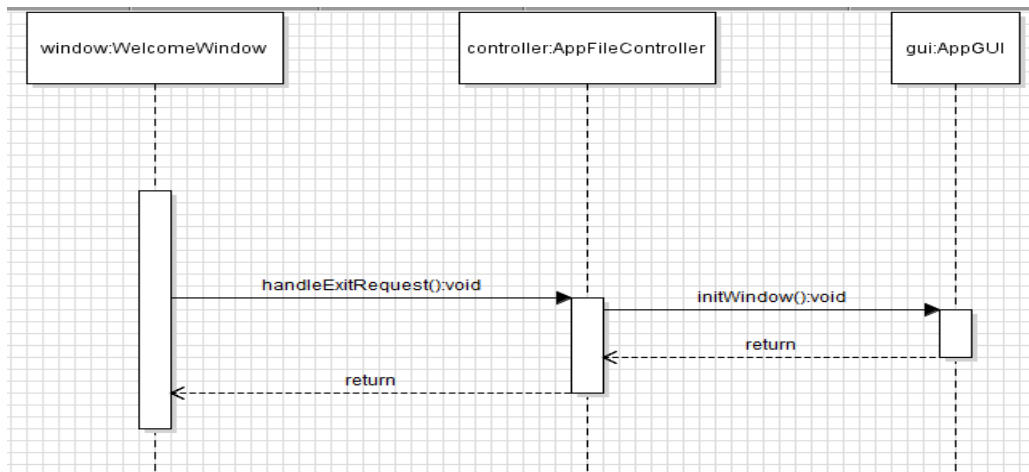 window:WelcomeWindow
controller:AppFileController
gui:AppGUI
handleExitRequest():void
initWindow():void
return
return